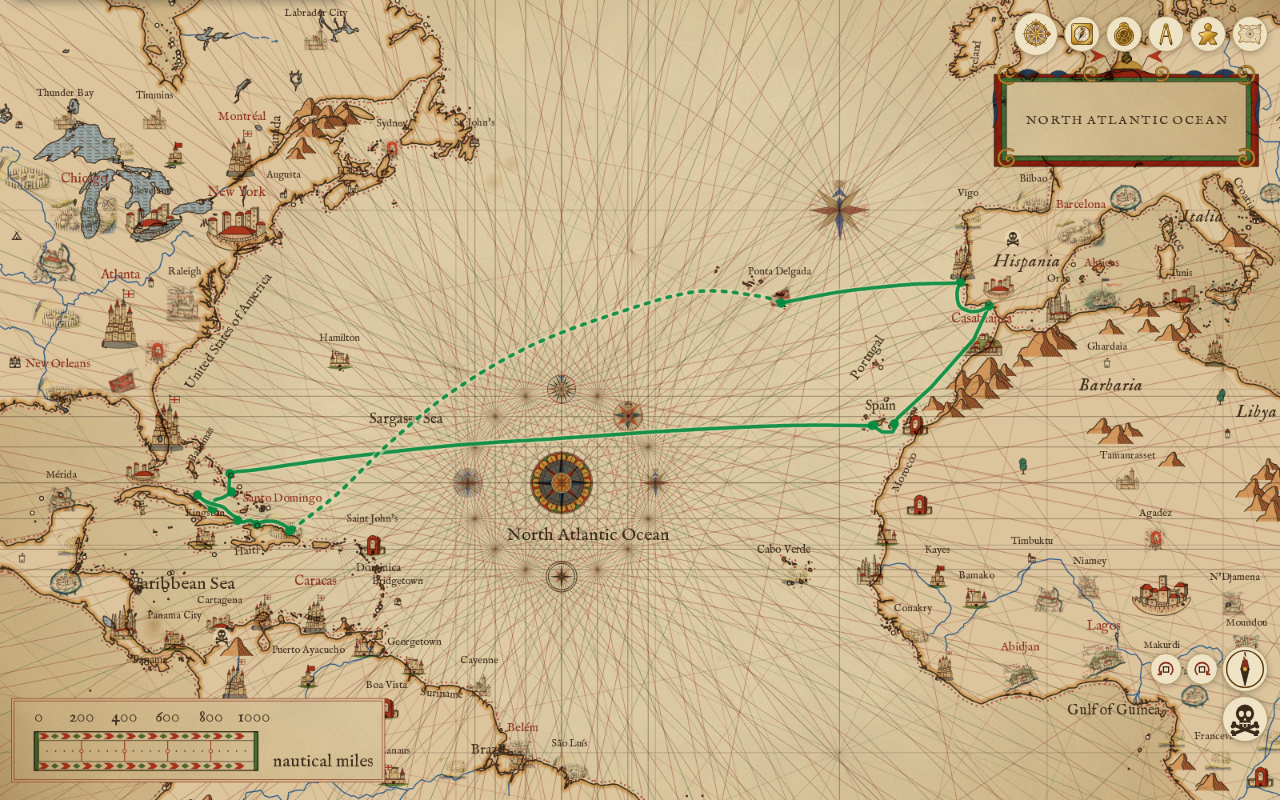 Labrador City
Ireland
NORTH ATLANTIC OCEAN
Thunder Bay
Timmins
Montréal
Sydney
St. John's
Augusta
Chicago
Cleveland
New York
Bilbao
Vigo
Barcelona
Italia
Hispania
Atlanta
Raleigh
Ponta Delgada
Tunis
United States of America
Casablanca
Hamilton
New Orleans
Portugal
Ghardaia
Barbaria
Spain
Libya
Sargasso Sea
Bahamas
Tamanrasset
Mérida
Morocco
Santo Domingo
Kingston
Saint John's
Agadez
North Atlantic Ocean
Haiti
Cabo Verde
Timbuktu
Kayes
Niamey
Dominica
Bamako
N'Djamena
Caribbean Sea
Caracas
Bridgetown
Cartagena
Conakry
Panama City
Moundou
Lagos
Georgetown
Puerto Ayacucho
Abidjan
Makurdi
Panama
Cayenne
Boa Vista
Suriname
Gulf of Guinea
0 200 400 600 800 1000
nautical miles
Belém
Brazil
São Luís
anaus